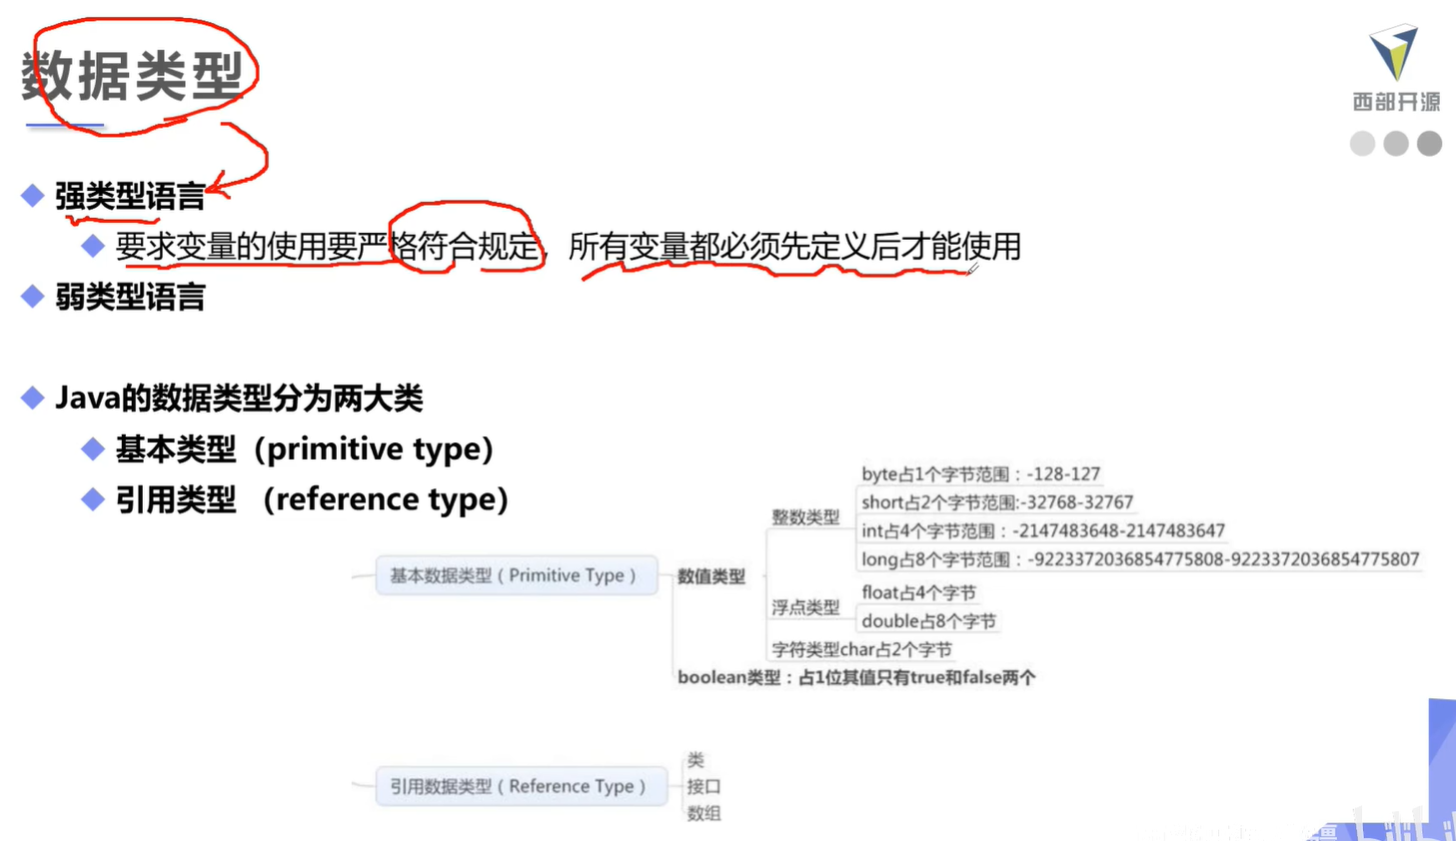 数据类型
西部开源
强类型语言
要求变量的使用要严格符合规定，所有变量都必须先定义后才能使用
弱类型语言
Java的数据类型分为两大类
基本类型（primitive type）
引用类型 （reference type）
byte占1个字节范围：-128-127
short占2个字节范围:-32768-32767
整数类型
int占4个字节范围：-2147483648-2147483647
long占8个字节范围：-9223372036854775808-9223372036854775807
基本数据类型（Primitive Type）
数值类型
float占4个字节
浮点类型
double占8个字节
字符类型char占2个字节
boolean类型：占1位其值只有true和false两个
类
引用数据类型（Reference Type）
接口
数组